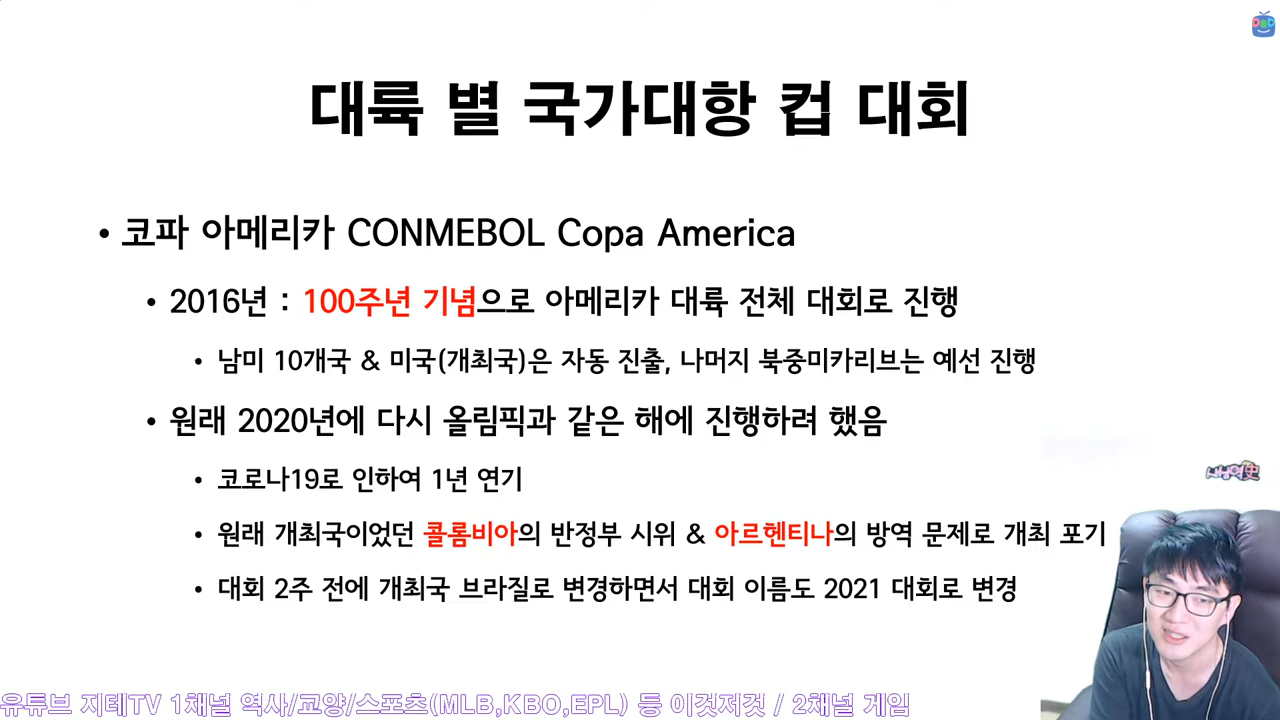 대륙 별 국가대항 컵 대회
• 코파 아메리카 CONMEBOL Copa America
• 2016년 : 100주년 기념으로 아메리카 대륙 전체 대회로 진행
• 남미 10개국 & 미국(개최국)은 자동 진출, 나머지 북중미카리브는 예선 진행
• 원래 2020년에 다시 올림픽과 같은 해에 진행하려 했음
• 코로나19로 인하여 1년 연기
• 원래 개최국이었던 콜롬비아의 반정부 시위 & 아르헨티나의 방역 문제로 개최 포기
• 대회 2주 전에 개최국 브라질로 변경하면서 대회 이름도 2021 대회로 변경
유튜브 지테TV 1채널 역사/교양/스포츠(MLB,KBO,EPL) 등 이것저것 / 2채널 게임